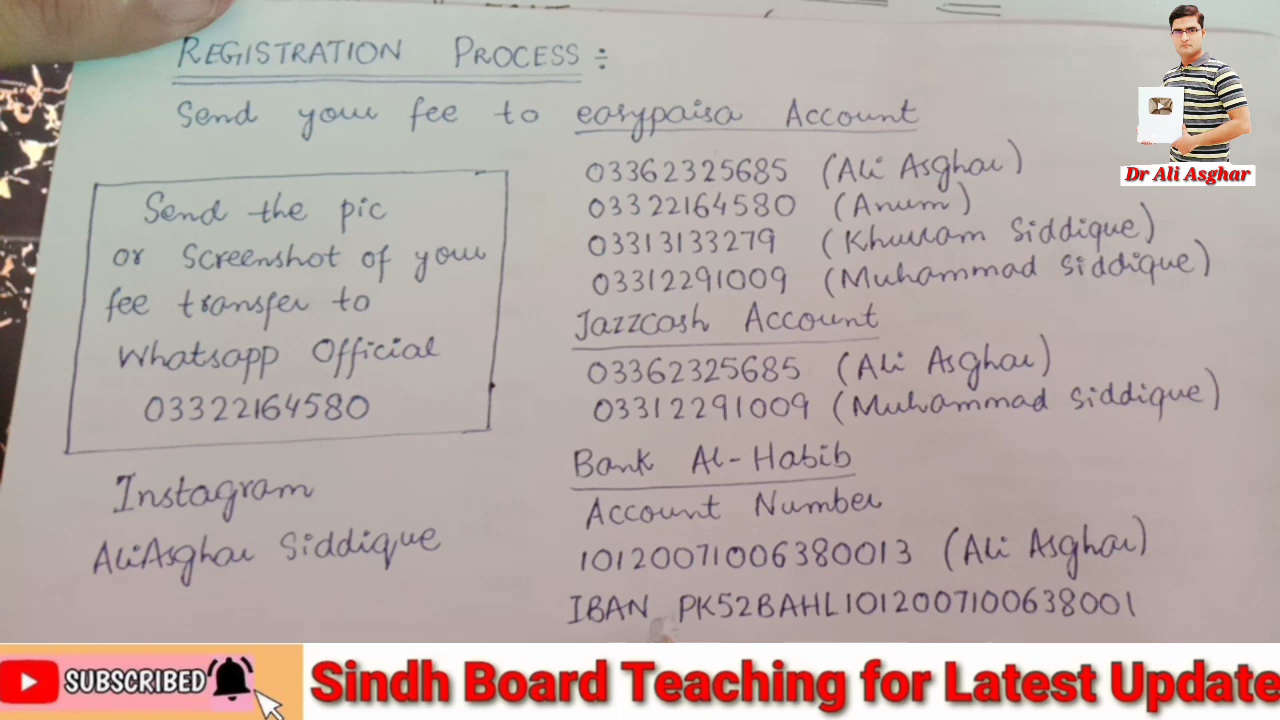 REGISTRATION PROCESS :
Send your fee to easypaisa Account
03362325685 (Ali Asghar)
03322164580 (Anum)
03313133279 (Khurram Siddique)
03312291009 (Muhammad Siddique)
Jazzcash Account
03362325685 (Ali Asghar)
03312291009 (Muhammad Siddique)
Bank Al-Habib
Account Number
10120071006380013 (Ali Asghar)
IBAN PK52BAHL1012007100638001
Send the pic
or Screenshot of your
fee transfer to
Whatsapp Official
03322164580
Instagram
AliAsghar Siddique
Dr Ali Asghar
SUBSCRIBED
Sindh Board Teaching for Latest Update